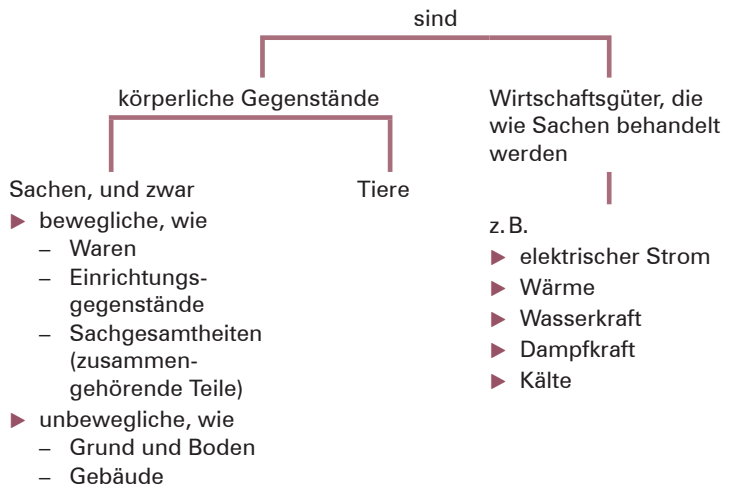 sind
körperliche Gegenstände
Wirtschaftsgüter, die
wie Sachen behandelt
werden
Sachen, und zwar
▶ bewegliche, wie
– Waren
– Einrichtungs-
gegenstände
– Sachgesamtheiten
(zusammen-
gehörende Teile)
▶ unbewegliche, wie
– Grund und Boden
– Gebäude
Tiere
z. B.
▶ elektrischer Strom
▶ Wärme
▶ Wasserkraft
▶ Dampfkraft
▶ Kälte